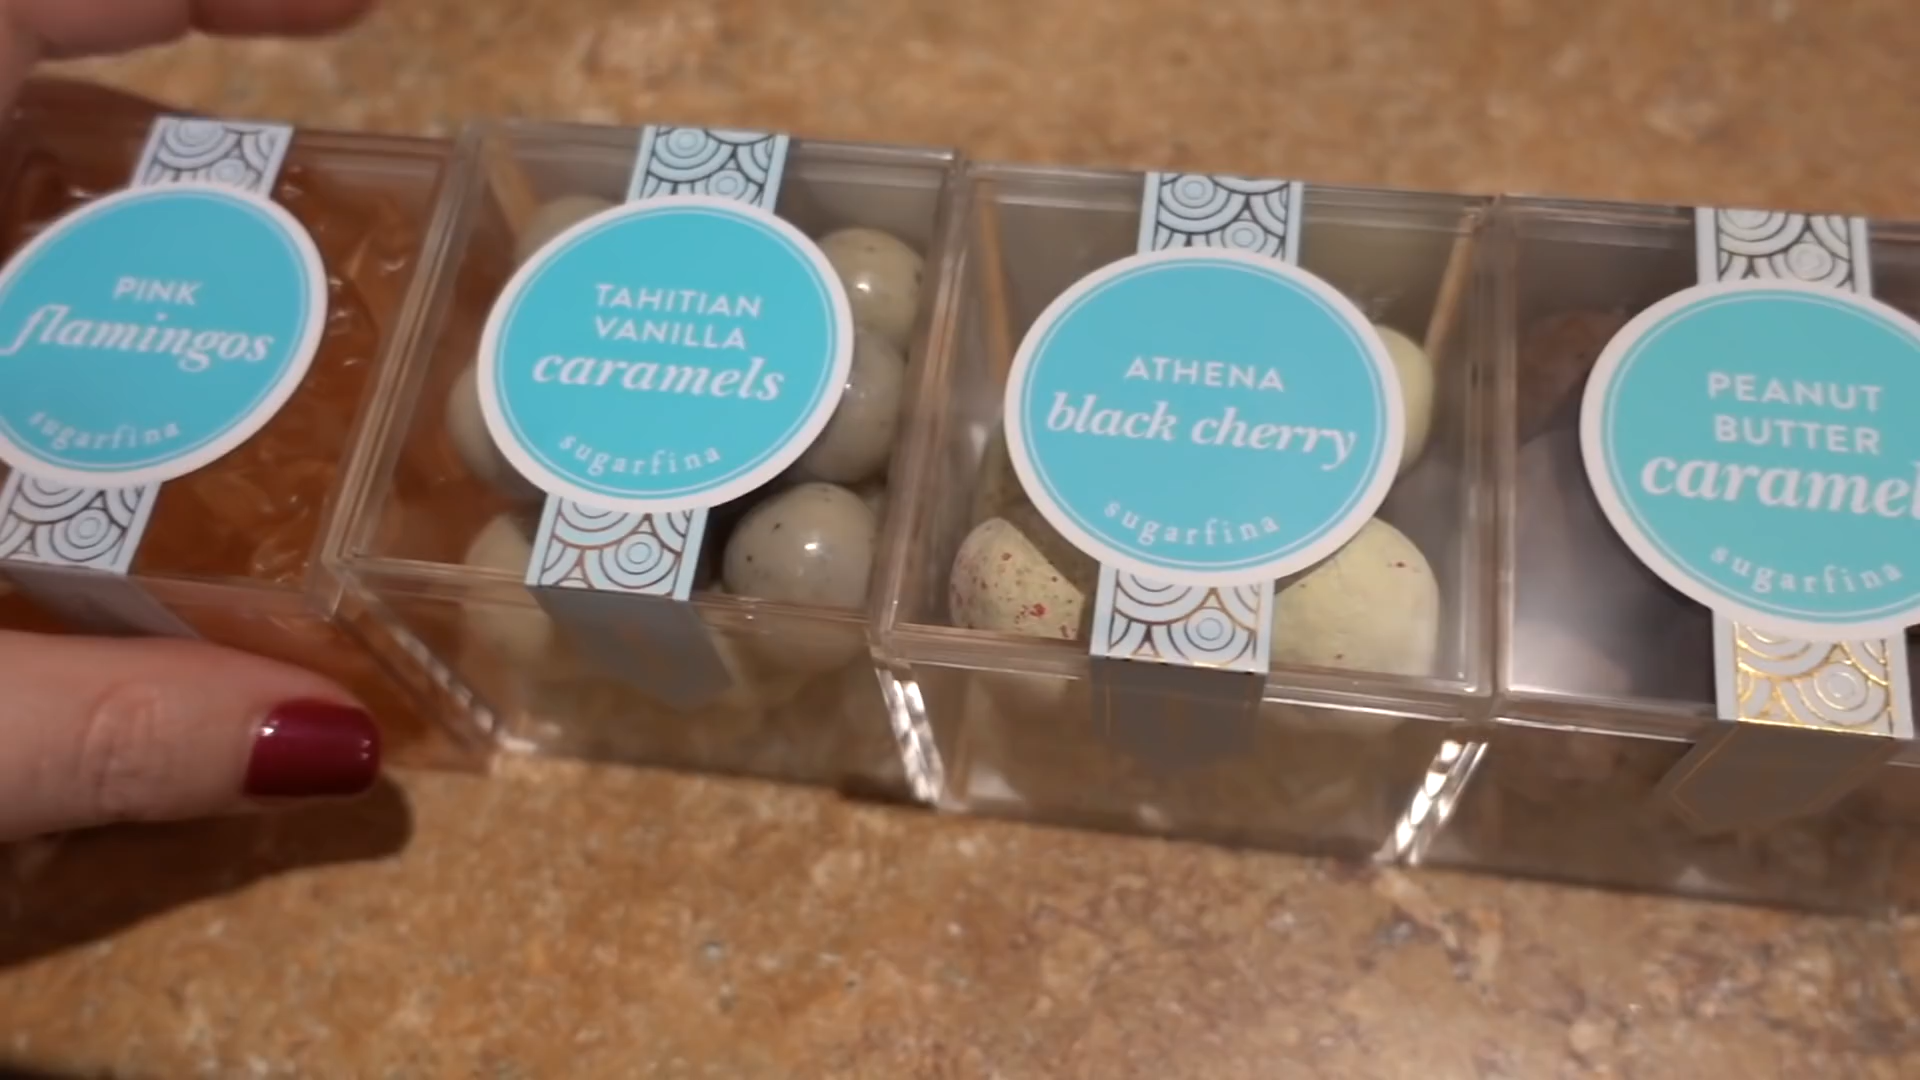 PINK
flamingos
sugarfina
TAHITIAN
VANILLA
caramels
sugarfina
ATHENA
black cherry
sugarfina
PEANUT
BUTTER
caramel
sugarfina